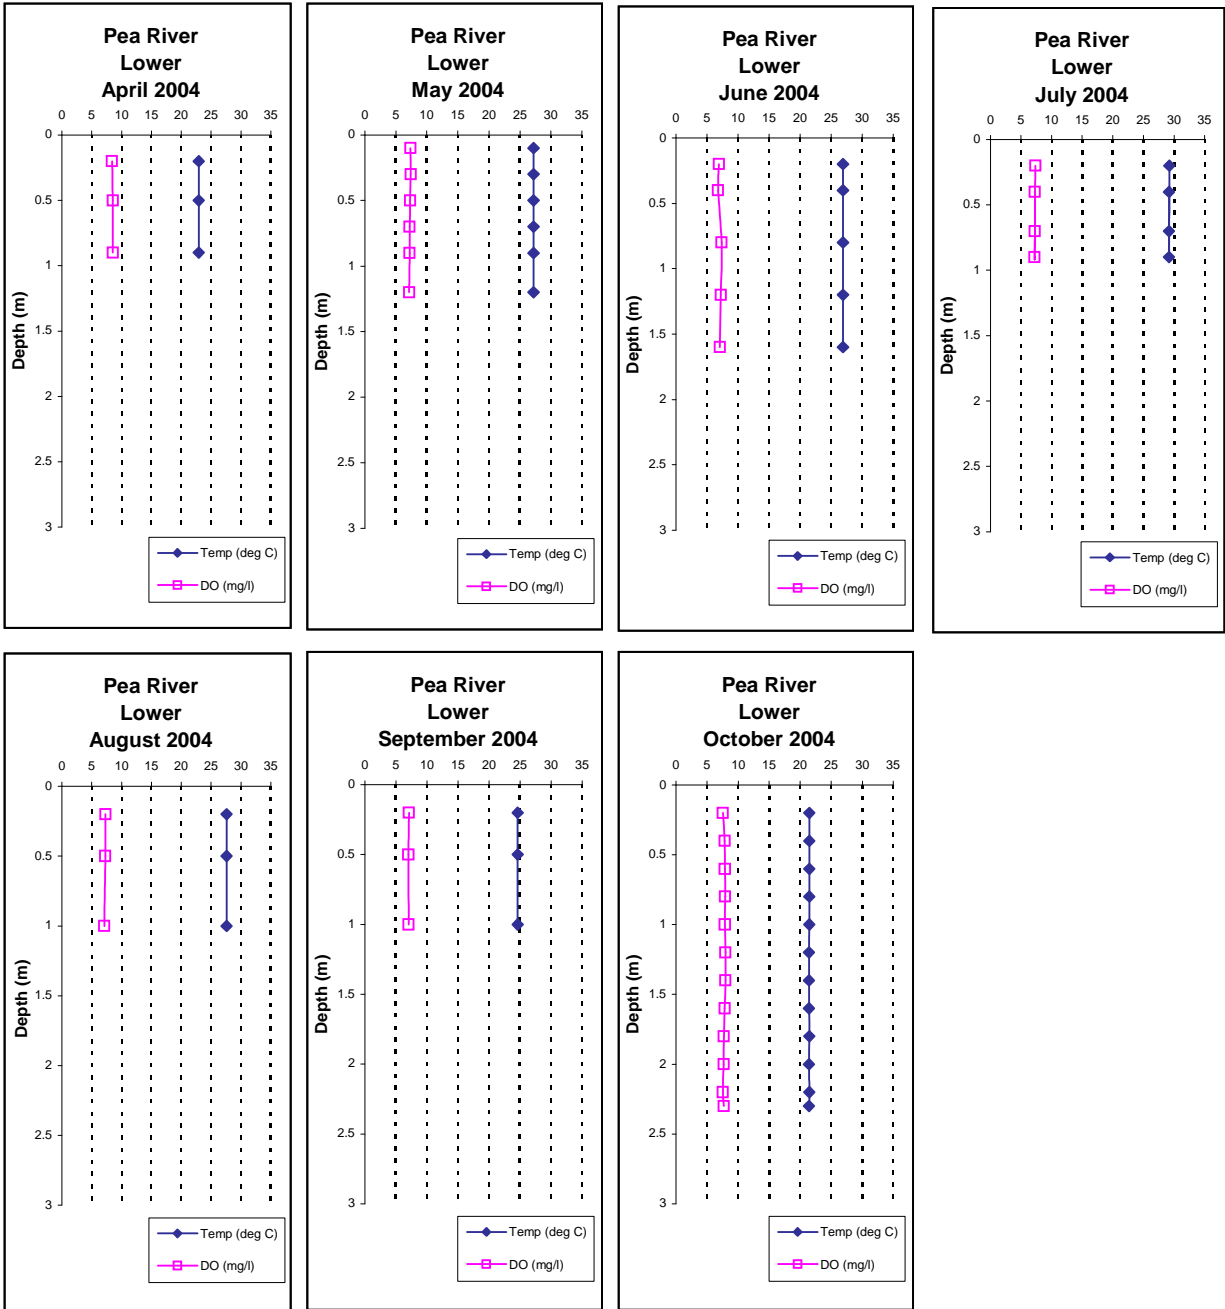 Pea River
Lower
April 2004
0 5 10 15 20 25 30 35
0
0.5
1
1.5
2
2.5
3
Depth (m)
Temp (deg C)
DO (mg/l)
Pea River
Lower
May 2004
0 5 10 15 20 25 30 35
0
0.5
1
1.5
2
2.5
3
Depth (m)
Temp (deg C)
DO (mg/l)
Pea River
Lower
June 2004
0 5 10 15 20 25 30 35
0
0.5
1
1.5
2
2.5
3
Depth (m)
Temp (deg C)
DO (mg/l)
Pea River
Lower
July 2004
0 5 10 15 20 25 30 35
0
0.5
1
1.5
2
2.5
3
Depth (m)
Temp (deg C)
DO (mg/l)
Pea River
Lower
August 2004
0 5 10 15 20 25 30 35
0
0.5
1
1.5
2
2.5
3
Depth (m)
Temp (deg C)
DO (mg/l)
Pea River
Lower
September 2004
0 5 10 15 20 25 30 35
0
0.5
1
1.5
2
2.5
3
Depth (m)
Temp (deg C)
DO (mg/l)
Pea River
Lower
October 2004
0 5 10 15 20 25 30 35
0
0.5
1
1.5
2
2.5
3
Depth (m)
Temp (deg C)
DO (mg/l)